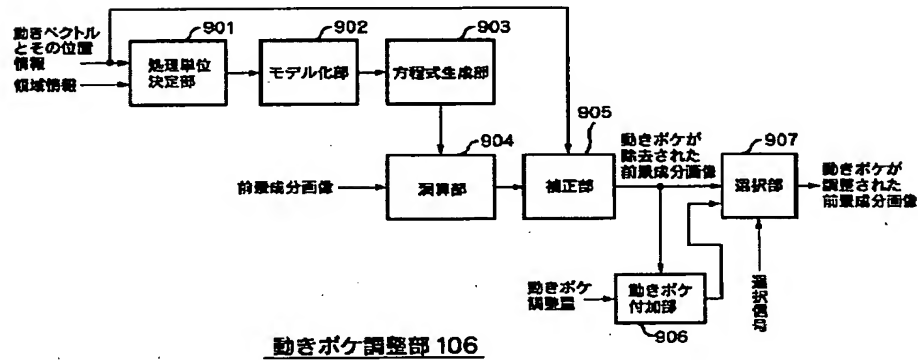 動きベクトル
とその位置
情報
領域情報
901
処理単位
決定部
902
モデル化部
903
方程式生成部
904
演算部
前景成分画像
905
補正部
動きボケが
除去された
前景成分画像
907
選択部
動きボケが
調整された
前景成分画像
動きボケ
調整量
動きボケ
付加部
906
選択信号
動きボケ調整部 106